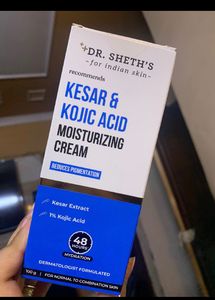 DR. SHETH'S
~for indian skin~
recommends
KESAR &
KOJIC ACID
MOISTURIZING
CREAM
REDUCES PIGMENTATION
Kesar Extract
1% Kojic Acid
48
HOURS
HYDRATION
DERMATOLOGIST FORMULATED
100 g | FOR NORMAL TO COMBINATION SKIN